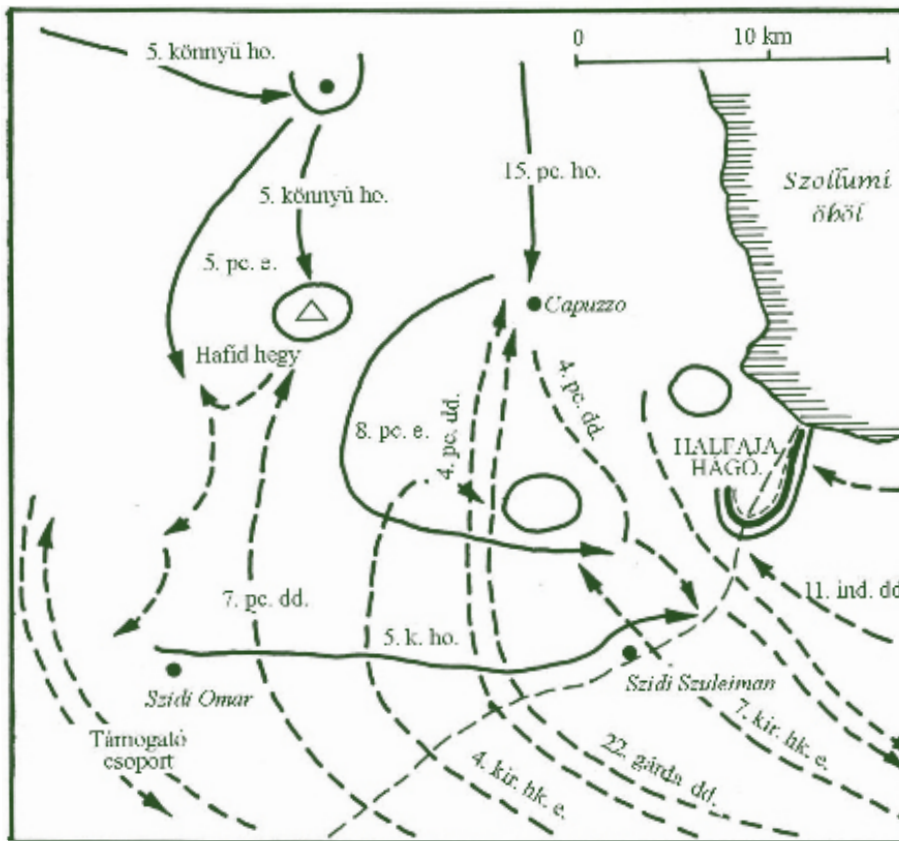 5. könnyű ho.
0 10 km
15. pc. ho.
Szollumi
öböl
5. könnyű ho.
5. pc. e.
Capuzzo
Hafid hegy
4. pc. dd.
8. pc. e.
4. pc. dd.
HALFAJA
HÁGO.
7. pc. dd.
11. ind. dd
5. k. ho.
Szidi Omar
Szidi Szuleiman
Támogató
csoport
4. kir. hk. e.
22. gárda dd.
7. kir. hk. e.